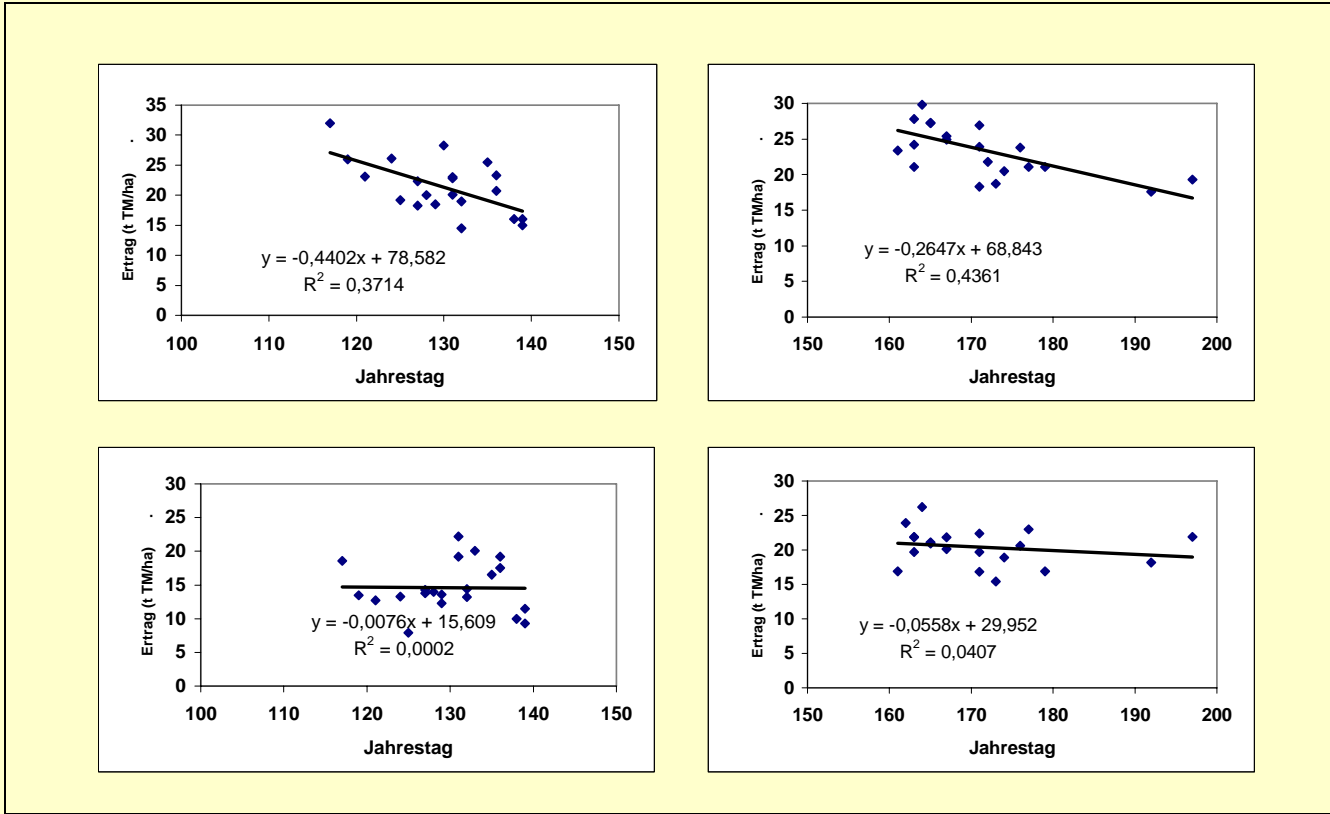 35
30
25
20
15
10
5
0
Ertrag (t TM/ha) .
y = -0,4402x + 78,582
R² = 0,3714
100 110 120 130 140 150
Jahrestag
30
25
20
15
10
5
0
Ertrag (t TM/ha) .
y = -0,2647x + 68,843
R² = 0,4361
150 160 170 180 190 200
Jahrestag
30
25
20
15
10
5
0
Ertrag (t TM/ha) .
y = -0,0076x + 15,609
R² = 0,0002
100 110 120 130 140 150
Jahrestag
30
25
20
15
10
5
0
Ertrag (t TM/ha) .
y = -0,0558x + 29,952
R² = 0,0407
150 160 170 180 190 200
Jahrestag